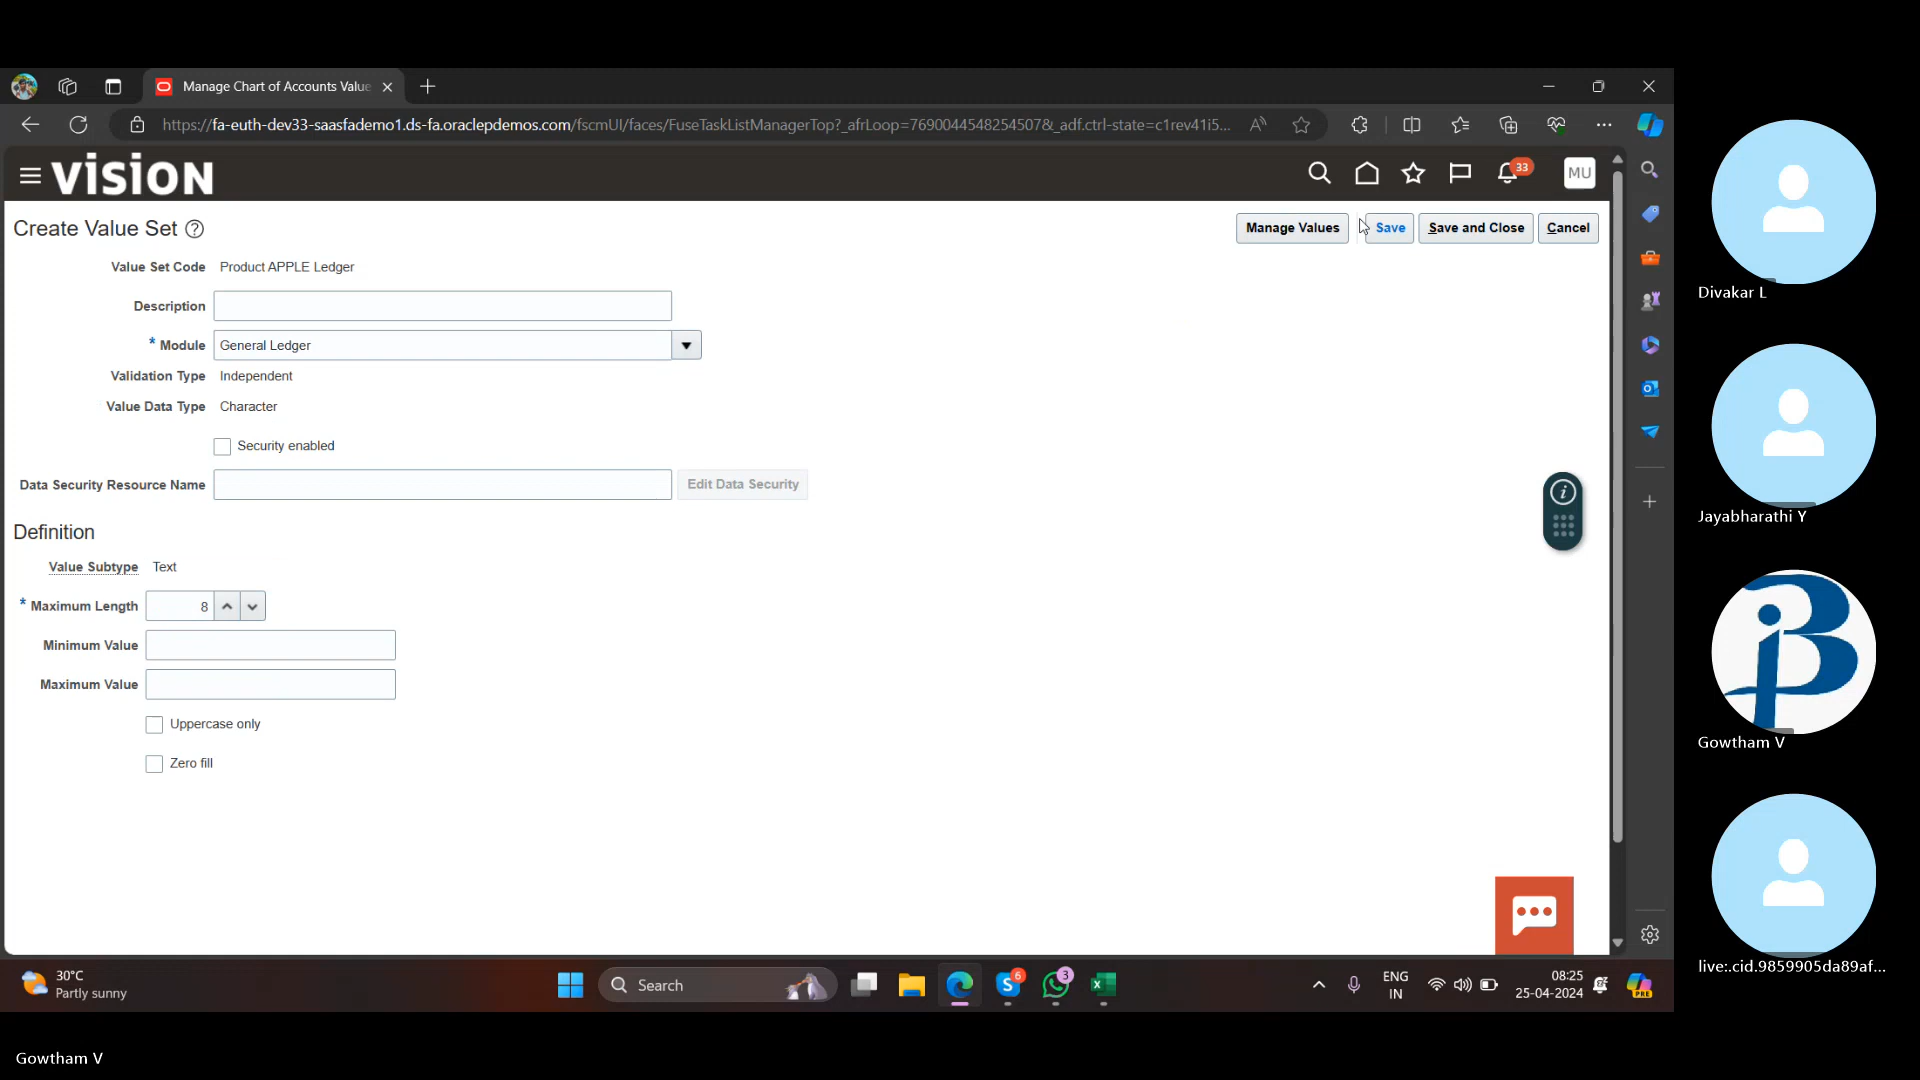 Manage Chart of Accounts Value
https://fa-euth-dev33-saasfademo1.ds-fa.oraclepdemos.com/fscmUI/faces/FuseTaskListManagerTop?_afrLoop=7690044548254507&_adf.ctrl-state=c1rev41i5...
vision
33
MU
Create Value Set
Manage Values
Save
Save and Close
Cancel
Value Set Code Product APPLE Ledger
Description
* Module General Ledger
Validation Type Independent
Value Data Type Character
Security enabled
Data Security Resource Name
Edit Data Security
Definition
Value Subtype Text
* Maximum Length 8
Minimum Value
Maximum Value
Uppercase only
Zero fill
Divakar L
Jayabharathi Y
Gowtham V
live:.cid.9859905da89af...
30°C
Partly sunny
Search
6
3
ENG
IN
08:25
25-04-2024
PRE
Gowtham V